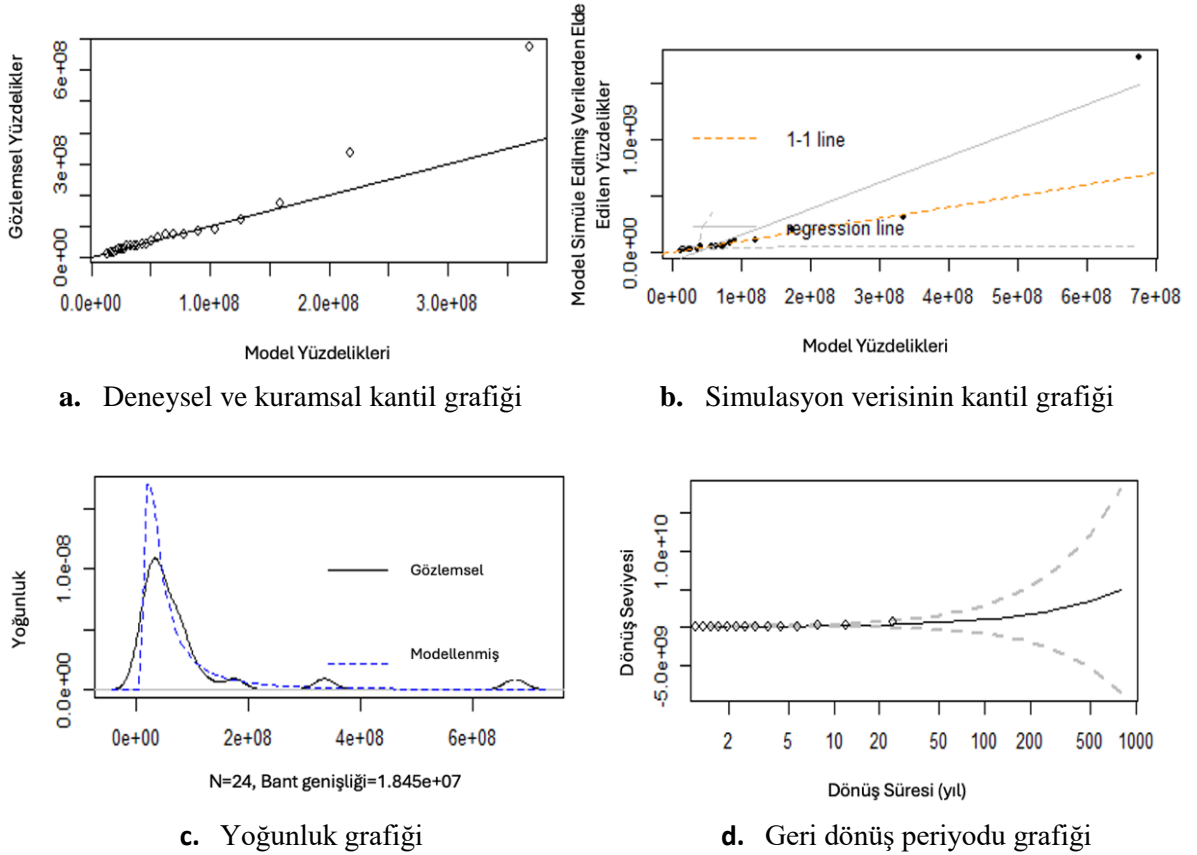 Gözlemsel Yüzdelikler
0.0e+00 3e+08 6e+08
0.0e+00 1.0e+08 2.0e+08 3.0e+08
Model Yüzdelikleri
a. Deneysel ve kuramsal kantil grafiği
Model Simüle Edilmiş Verilerden Elde
Edilen Yüzdelikler
0.0e+00 1.0e+09
1-1 line
regression line
0e+00 1e+08 2e+08 3e+08 4e+08 5e+08 6e+08 7e+08
Model Yüzdelikleri
b. Simulasyon verisinin kantil grafiği
Yoğunluk
0.0e+00 1.0e-08
Gözlemsel
Modellenmiş
0e+00 2e+08 4e+08 6e+08
N=24, Bant genişliği=1.845e+07
c. Yoğunluk grafiği
Dönüş Seviyesi
-5.0e+09 1.0e+10
2 5 10 20 50 100 200 500 1000
Dönüş Süresi (yıl)
d. Geri dönüş periyodu grafiği